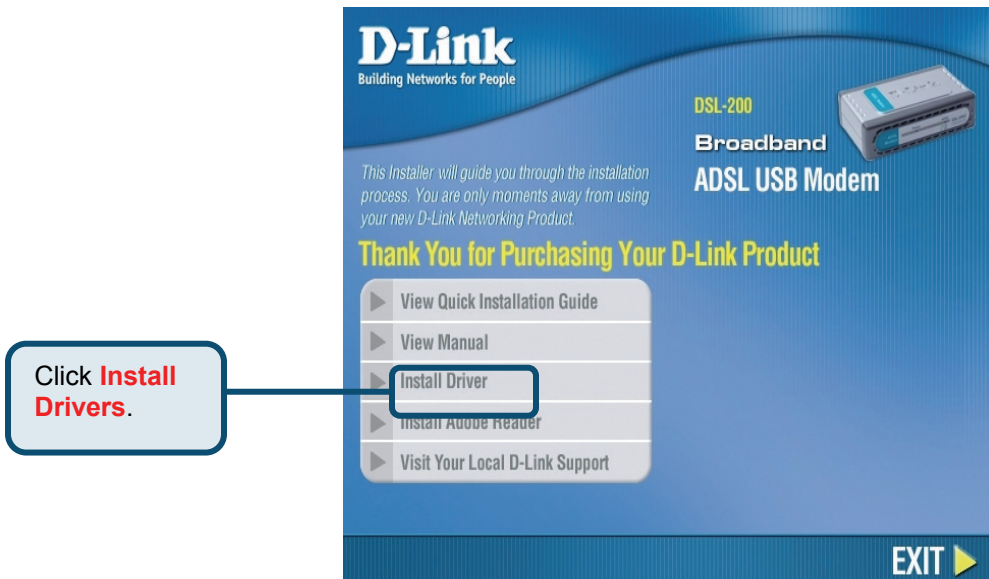 D-Link
Building Networks for People
DSL-200
Broadband
ADSL USB Modem
This Installer will guide you through the installation
process. You are only moments away from using
your new D-Link Networking Product.
Thank You for Purchasing Your D-Link Product
View Quick Installation Guide
View Manual
Install Driver
Install Adobe Reader
Visit Your Local D-Link Support
Click Install
Drivers.
EXIT